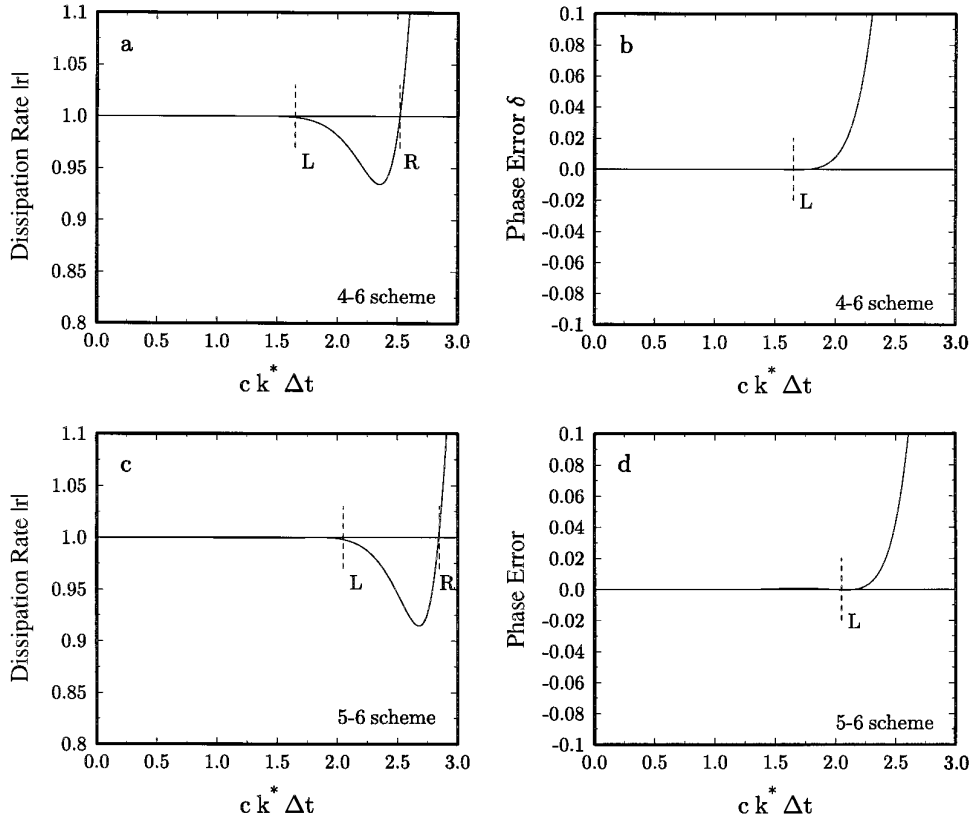 a
Dissipation Rate |r|
1.1
1.05
1.0
0.95
0.9
0.85
0.8
L
R
4-6 scheme
0.0
0.5
1.0
1.5
2.0
2.5
3.0
c k* Δt
b
Phase Error δ
0.1
0.08
0.06
0.04
0.02
0.0
-0.02
-0.04
-0.06
-0.08
-0.1
L
4-6 scheme
0.0
0.5
1.0
1.5
2.0
2.5
3.0
c k* Δt
c
Dissipation Rate |r|
1.1
1.05
1.0
0.95
0.9
0.85
0.8
L
R
5-6 scheme
0.0
0.5
1.0
1.5
2.0
2.5
3.0
c k* Δt
d
Phase Error
0.1
0.08
0.06
0.04
0.02
0.0
-0.02
-0.04
-0.06
-0.08
-0.1
L
5-6 scheme
0.0
0.5
1.0
1.5
2.0
2.5
3.0
c k* Δt